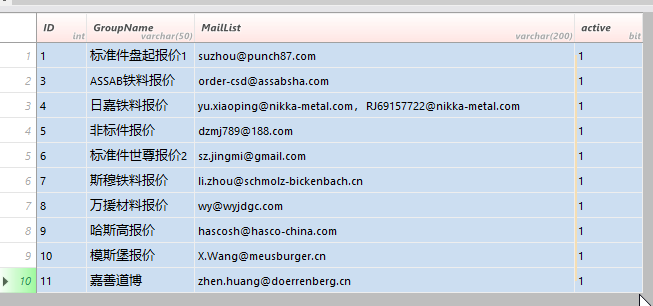 ID GroupName MailList active
int varchar(50) varchar(200) bit
1 1 标准件盘起报价1 suzhou@punch87.com 1
2 3 ASSAB铁料报价 order-csd@assabsha.com 1
3 4 日嘉铁料报价 yu.xiaoping@nikka-metal.com，RJ69157722@nikka-metal.com 1
4 5 非标件报价 dzmj789@188.com 1
5 6 标准件世尊报价2 sz.jingmi@gmail.com 1
6 7 斯穆铁料报价 li.zhou@schmolz-bickenbach.cn 1
7 8 万援材料报价 wy@wyjdgc.com 1
8 9 哈斯高报价 hascosh@hasco-china.com 1
9 10 模斯堡报价 X.Wang@meusburger.cn 1
10 11 嘉善道博 zhen.huang@doerrenberg.cn 1